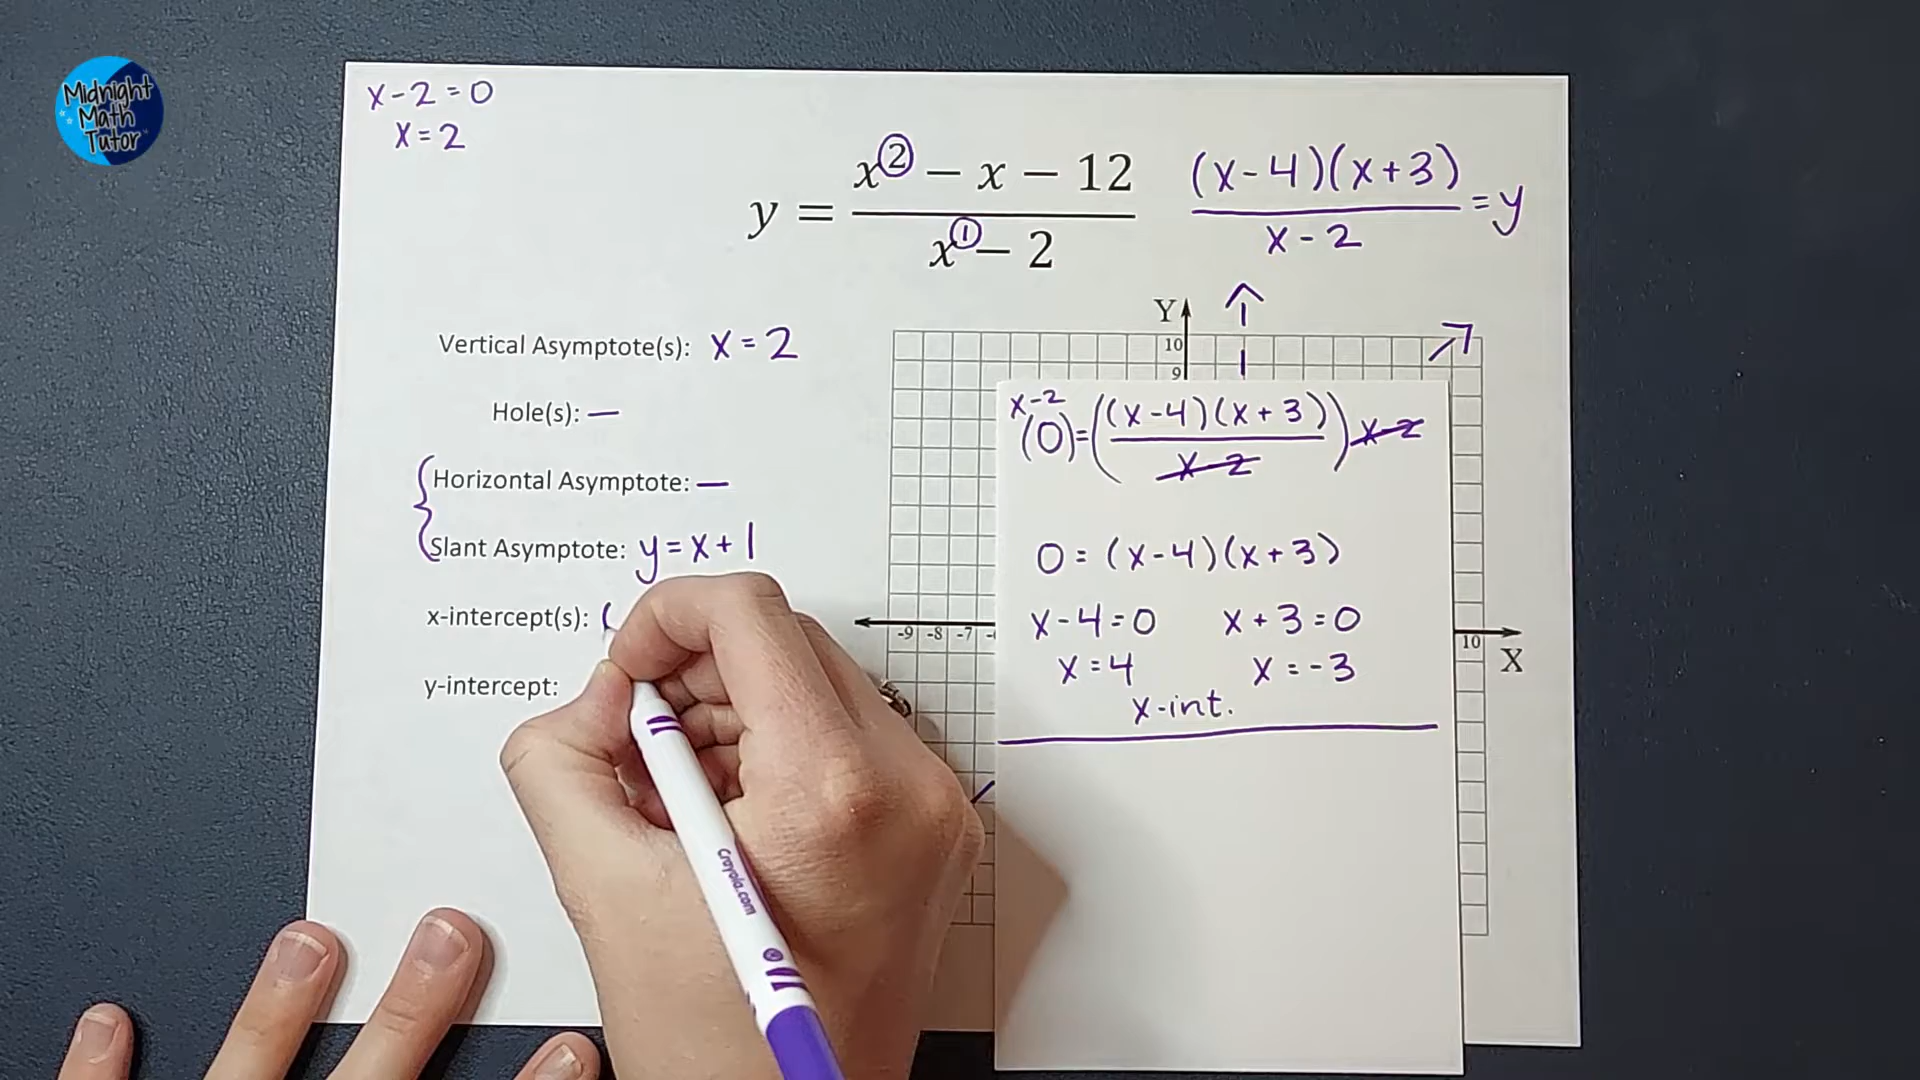 Midnight
Math
Tutor
x-2=0
x=2
y = (x² - x - 12)/(x¹ - 2)
(x-4)(x+3)/(x-2) = y
Vertical Asymptote(s): x=2
Hole(s): —
Horizontal Asymptote: —
Slant Asymptote: y=x+1
x-intercept(s): (
y-intercept:
Y
10
9
-9 -8 -7
10
X
x-2 (0)=((x-4)(x+3)/(x-2)) x-2
0=(x-4)(x+3)
x-4=0 x+3=0
x=4 x=-3
x-int.
Crayola.com